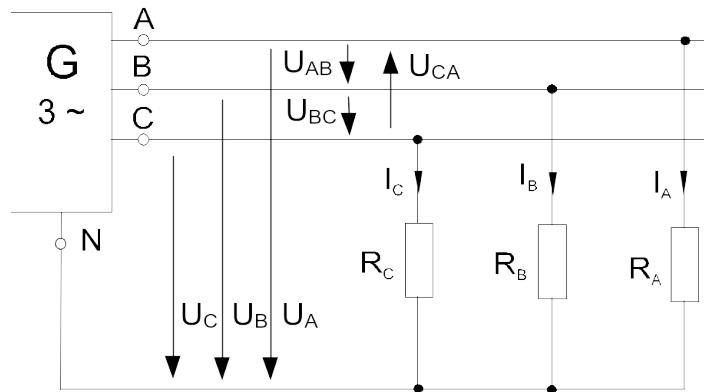 A
G
3 ~
B
C
U_AB
U_CA
U_BC
N
I_C
I_B
I_A
R_C
R_B
R_A
U_C
U_B
U_A